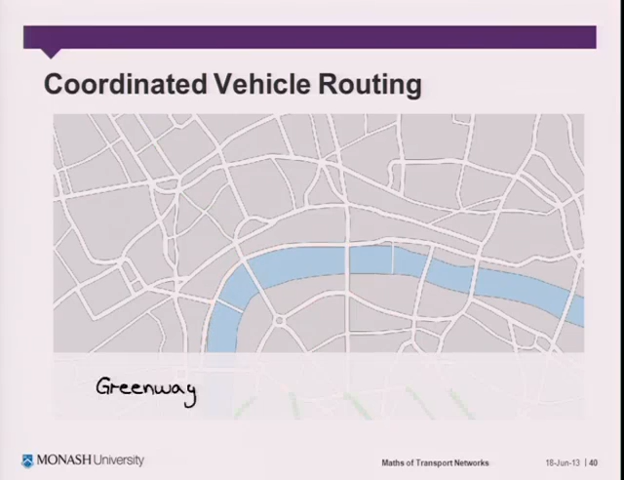 Coordinated Vehicle Routing
Greenway
MONASH University
Maths of Transport Networks
18-Jun-13 | 40